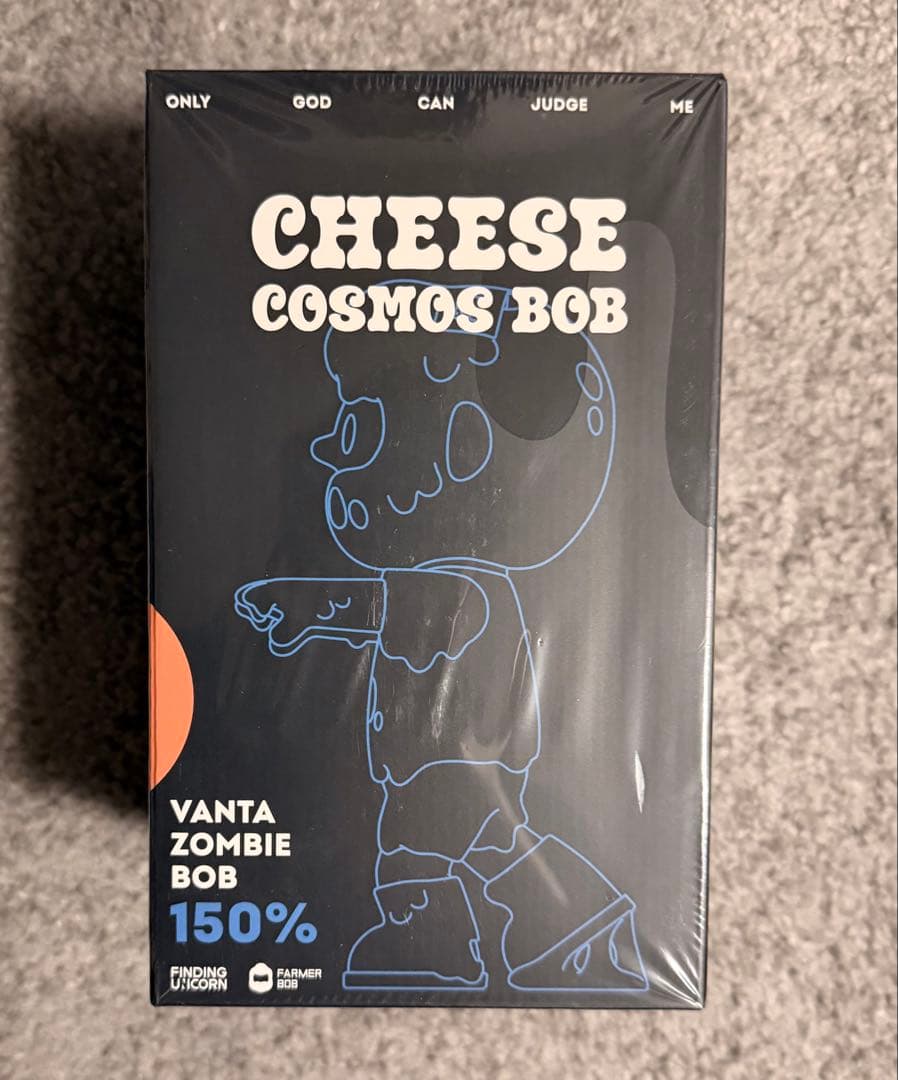 ONLY GOD CAN JUDGE ME
CHEESE
COSMOS BOB
VANTA
ZOMBIE
BOB
150%
FINDING
UNICORN
FARMER
BOB